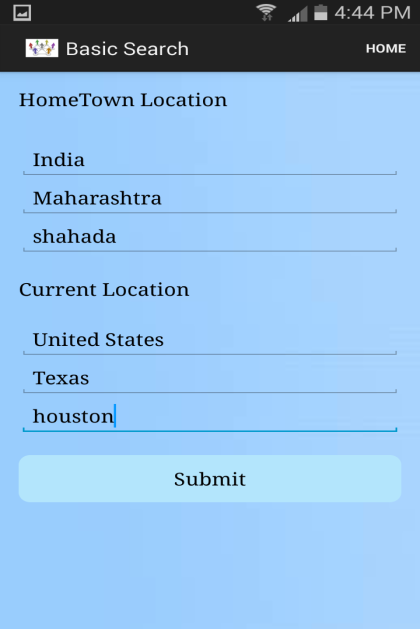 4:44 PM
Basic Search
HOME
HomeTown Location
India
Maharashtra
shahada
Current Location
United States
Texas
houston
Submit